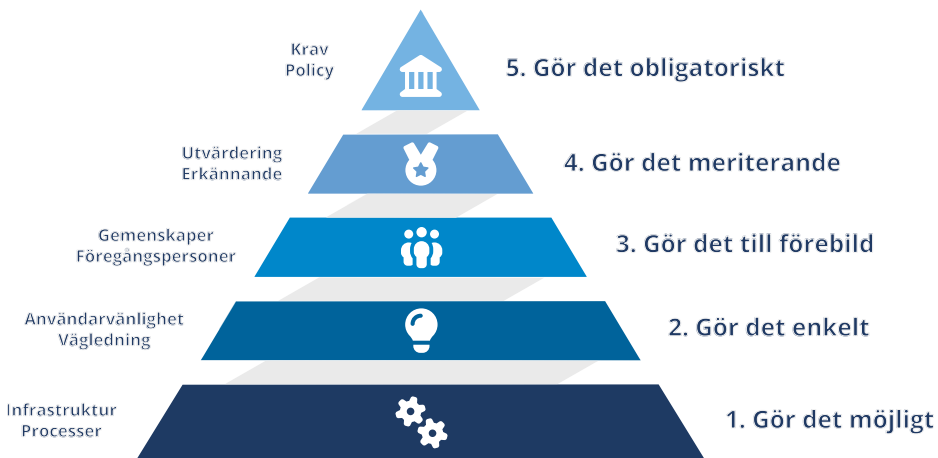 Krav
Policy
5. Gör det obligatoriskt
Utvärdering
Erkännande
4. Gör det meriterande
Gemenskaper
Föregångspersoner
3. Gör det till förebild
Användarvänlighet
Vägledning
2. Gör det enkelt
Infrastruktur
Processer
1. Gör det möjligt